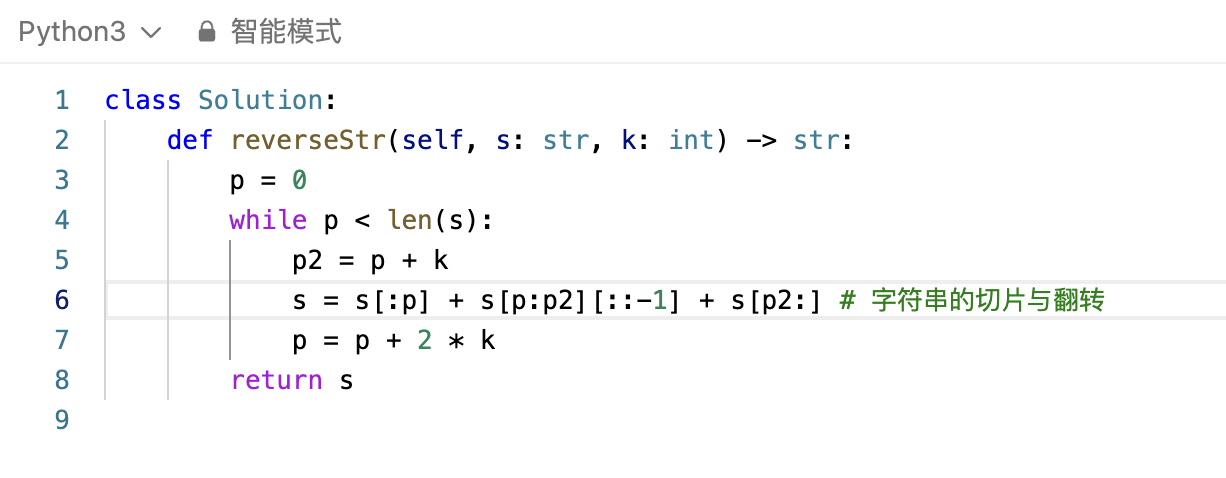 Python3 智能模式
1 class Solution:
2     def reverseStr(self, s: str, k: int) -> str:
3         p = 0
4         while p < len(s):
5             p2 = p + k
6             s = s[:p] + s[p:p2][::-1] + s[p2:] # 字符串的切片与翻转
7             p = p + 2 * k
8         return s
9